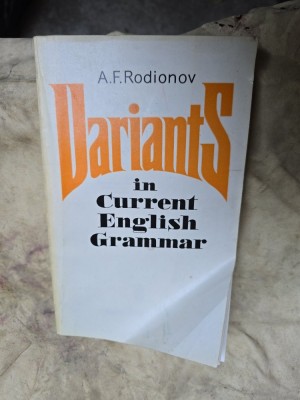 A.F.Rodionov
Variants
in
Current
English
Grammar